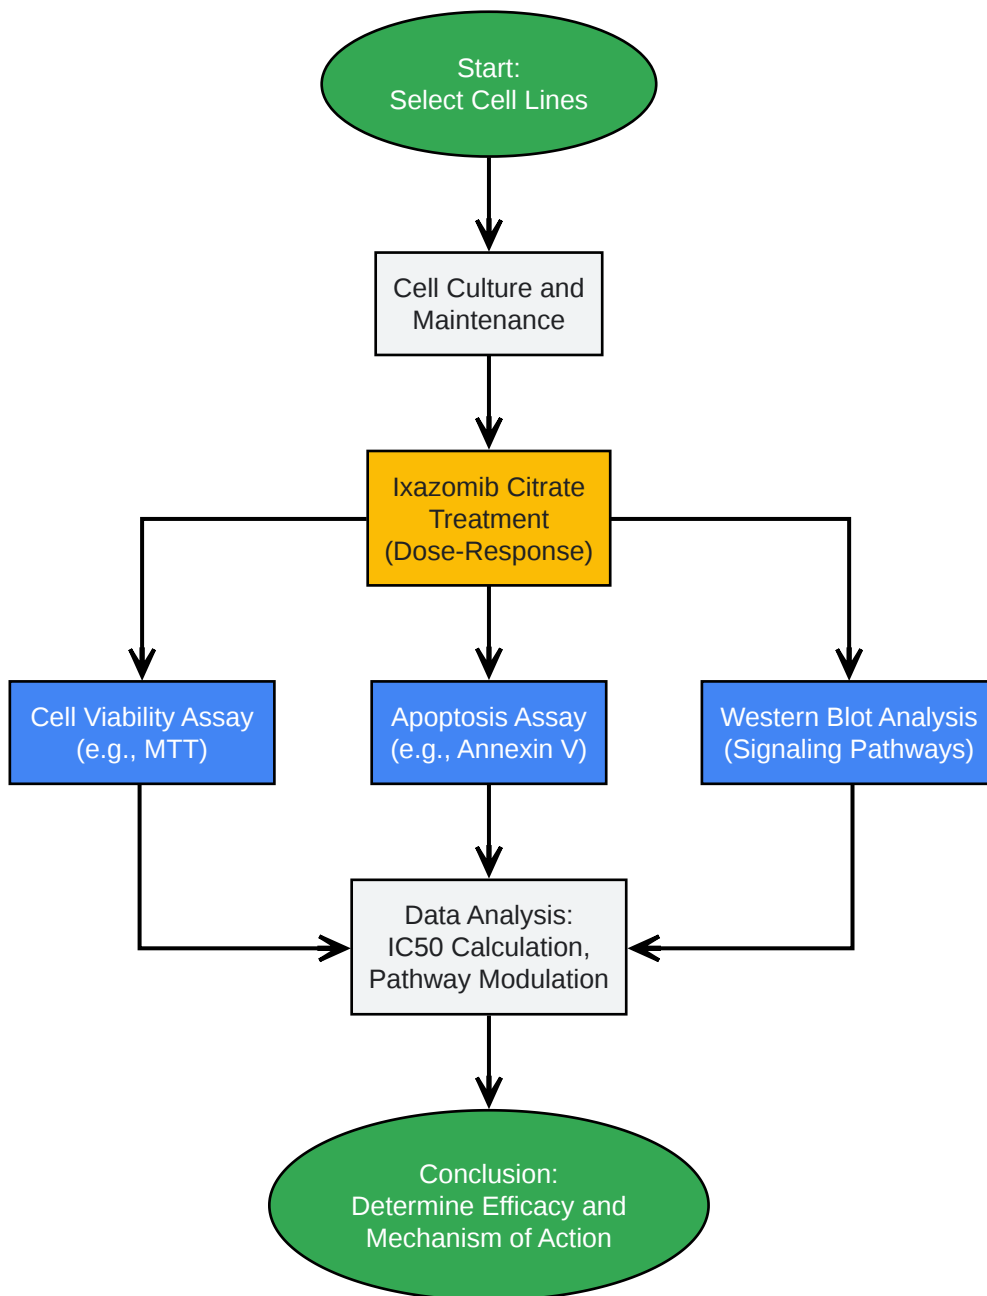 Start:
Select Cell Lines
Cell Culture and
Maintenance
Ixazomib Citrate
Treatment
(Dose-Response)
Cell Viability Assay
(e.g., MTT)
Apoptosis Assay
(e.g., Annexin V)
Western Blot Analysis
(Signaling Pathways)
Data Analysis:
IC50 Calculation,
Pathway Modulation
Conclusion:
Determine Efficacy and
Mechanism of Action